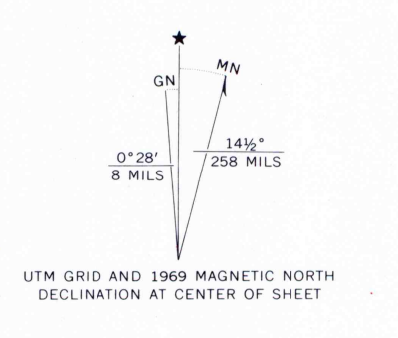 ★
GN
MN
0°28'
8 MILS
14½°
258 MILS
UTM GRID AND 1969 MAGNETIC NORTH
DECLINATION AT CENTER OF SHEET